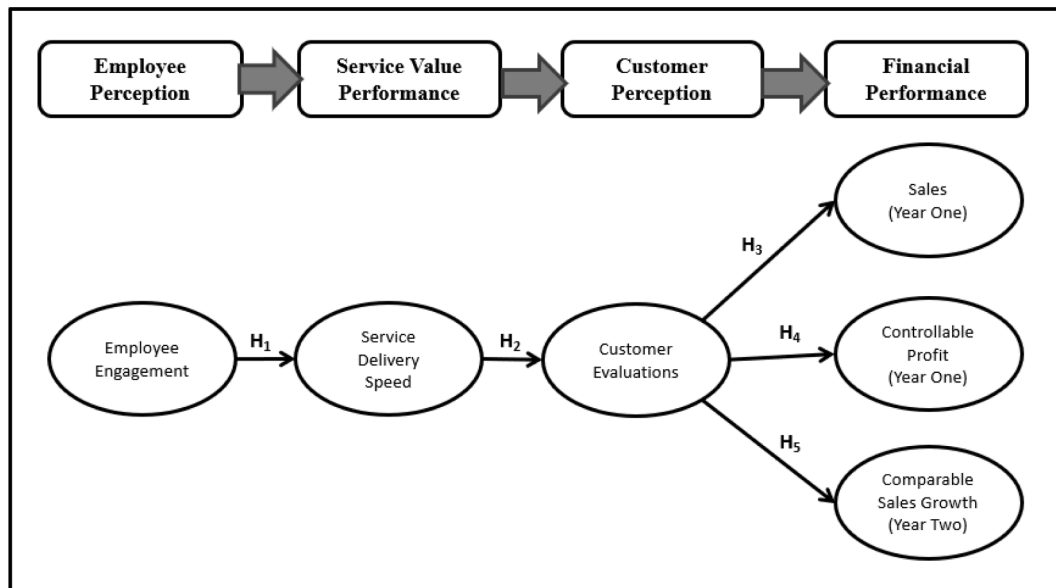 Employee
Perception
Service Value
Performance
Customer
Perception
Financial
Performance
Sales
(Year One)
H₃
Employee
Engagement
H₁
Service
Delivery
Speed
H₂
Customer
Evaluations
H₄
Controllable
Profit
(Year One)
H₅
Comparable
Sales Growth
(Year Two)